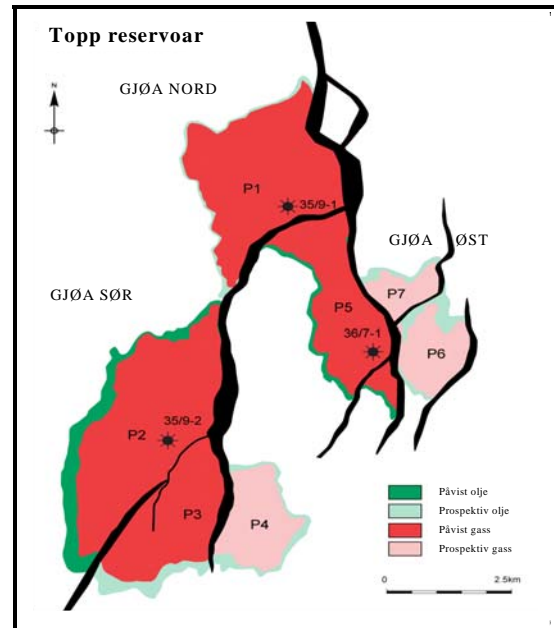 Topp reservoar
GJØA NORD
N
P1
35/9-1
GJØA ØST
GJØA SØR
P7
P5
36/7-1
P6
35/9-2
P2
P3
P4
Påvist olje
Prospektiv olje
Påvist gass
Prospektiv gass
0 2.5km